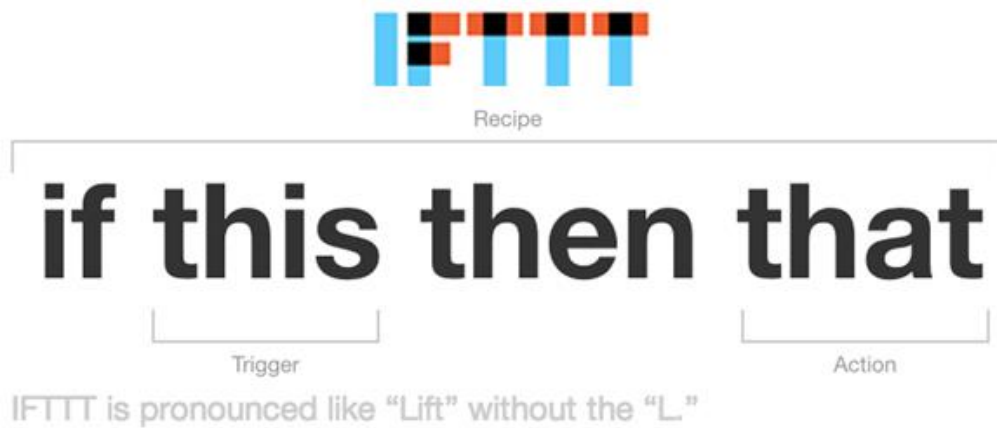 IFTTT
Recipe
if this then that
Trigger Action
IFTTT is pronounced like “Lift” without the “L.”